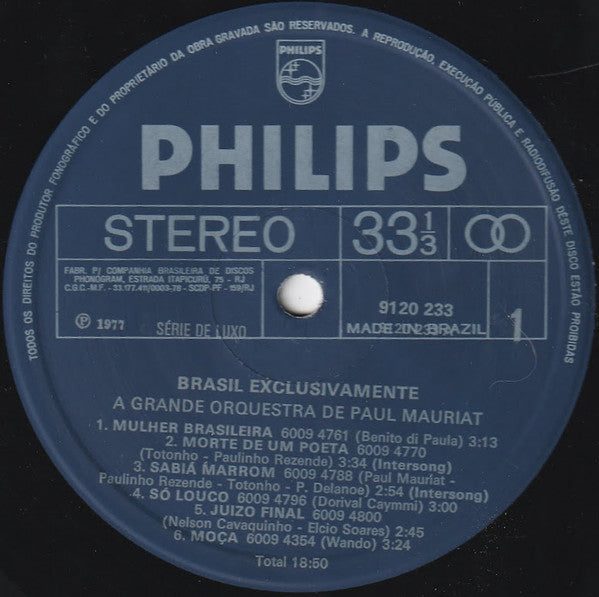 TODOS OS DIREITOS DO PRODUTOR FONOGRÁFICO E DO PROPRIETÁRIO DA OBRA GRAVADA SÃO RESERVADOS. A REPRODUÇÃO, EXECUÇÃO PÚBLICA E RADIODIFUSÃO DÊSTE DISCO ESTÃO PROIBIDAS
PHILIPS
PHILIPS
STEREO 33 1/3
FABR. P/ COMPANHIA BRASILEIRA DE DISCOS
PHONOGRAM, ESTRADA ITAPICURÚ, 75 - RJ
C.G.C.-M.F. - 33.177.411/0003-78 - SCDP-PF - 159/RJ
9120 233
Ⓟ 1977 SÉRIE DE LUXO MADE IN BRAZIL 1
BRASIL EXCLUSIVAMENTE
A GRANDE ORQUESTRA DE PAUL MAURIAT
1. MULHER BRASILEIRA 6009 4761 (Benito di Paula) 3:13
2. MORTE DE UM POETA 6009 4770
(Totonho - Paulinho Rezende) 3:34 (Intersong)
3. SABIÁ MARROM 6009 4788 (Paul Mauriat -
Paulinho Rezende - Totonho - P. Delanoe) 2:54 (Intersong)
4. SÓ LOUCO 6009 4796 (Dorival Caymmi) 3:00
5. JUIZO FINAL 6009 4800
(Nelson Cavaquinho - Elcio Soares) 2:45
6. MOÇA 6009 4354 (Wando) 3:24
Total 18:50